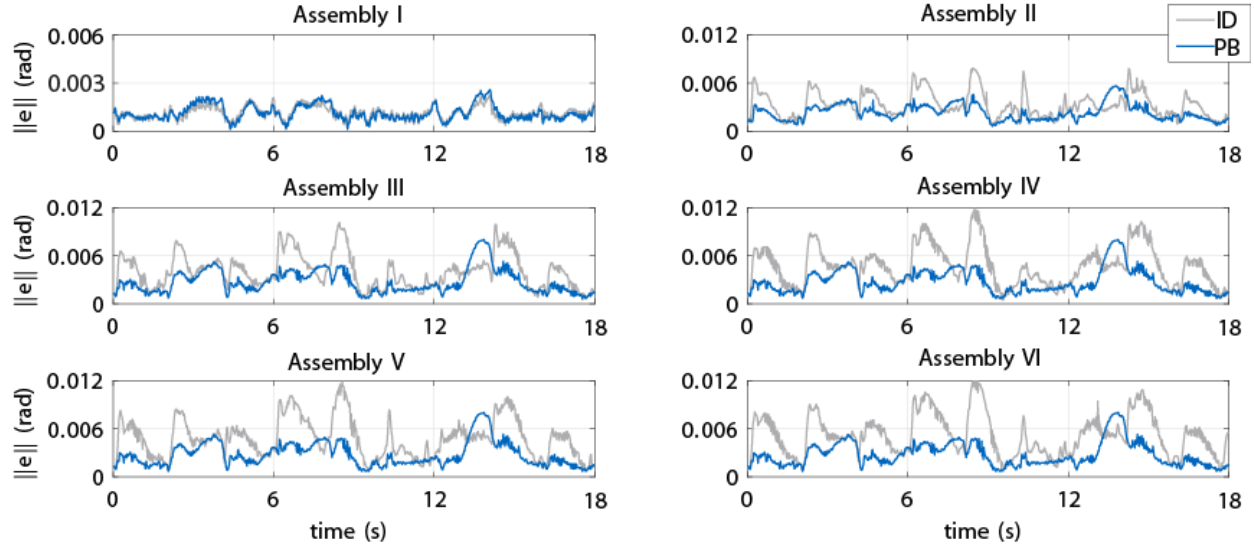 Assembly I
||e|| (rad)
0.006
0.003
0
0 6 12 18
Assembly II
ID
PB
||e|| (rad)
0.012
0.006
0
0 6 12 18
Assembly III
||e|| (rad)
0.012
0.006
0
0 6 12 18
Assembly IV
0.012
0.006
0
0 6 12 18
Assembly V
||e|| (rad)
0.012
0.006
0
0 6 12 18
time (s)
Assembly VI
0.012
0.006
0
0 6 12 18
time (s)